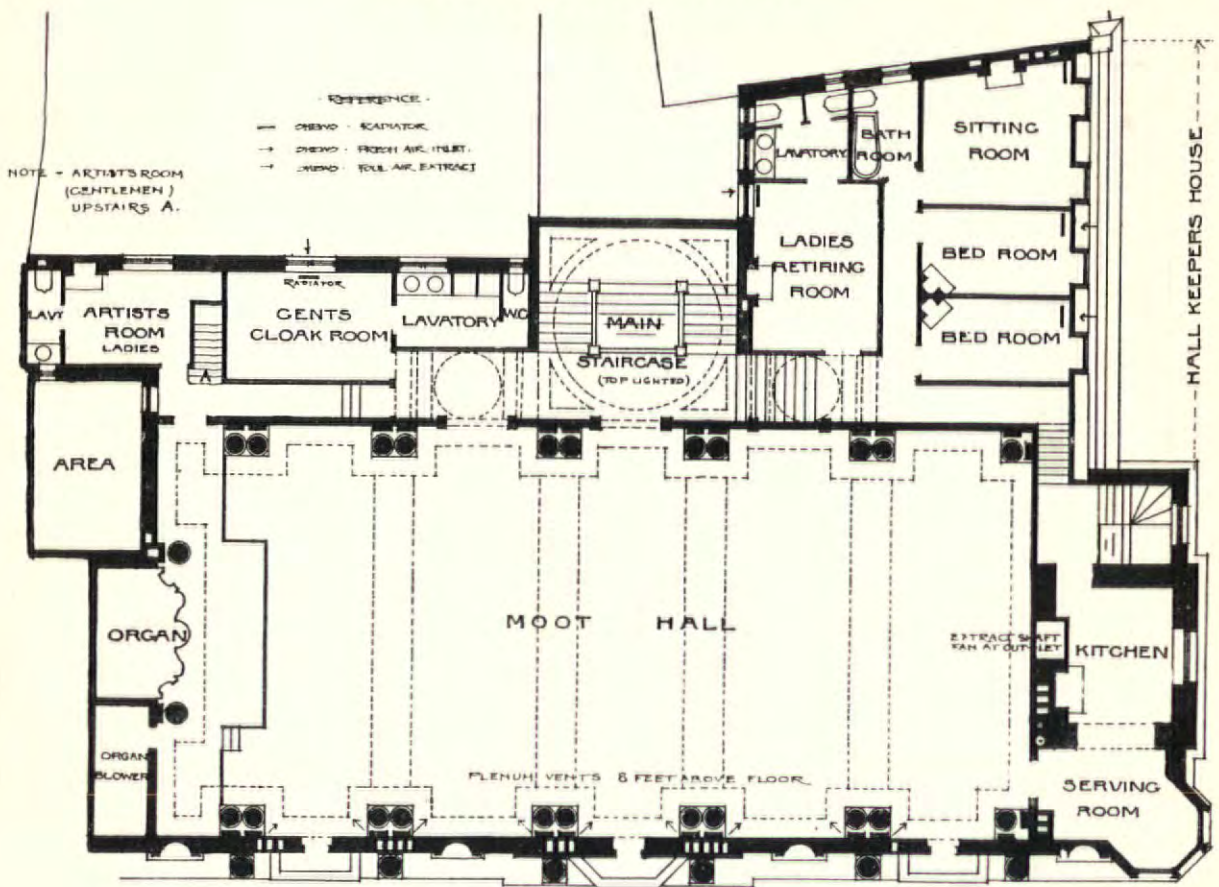 · REFERENCE ·
SHEWS · RADIATOR
SHEWS · FRESH AIR INLET.
SHEWS · FOUL AIR EXTRACT
NOTE - ARTISTS ROOM
(GENTLEMEN)
UPSTAIRS A.
LAVY
ARTISTS
ROOM
LADIES
A
RADIATOR
GENTS
CLOAK ROOM
LAVATORY
W.C
MAIN
STAIRCASE
(TOP LIGHTED)
LAVATORY
BATH
ROOM
SITTING
ROOM
LADIES
RETIRING
ROOM
BED ROOM
BED ROOM
HALL KEEPERS HOUSE
AREA
ORGAN
ORGAN
BLOWER
MOOT HALL
EXTRACT SHAFT
FAN AT OUTLET
KITCHEN
PLENUM VENTS 8 FEET ABOVE FLOOR
SERVING
ROOM